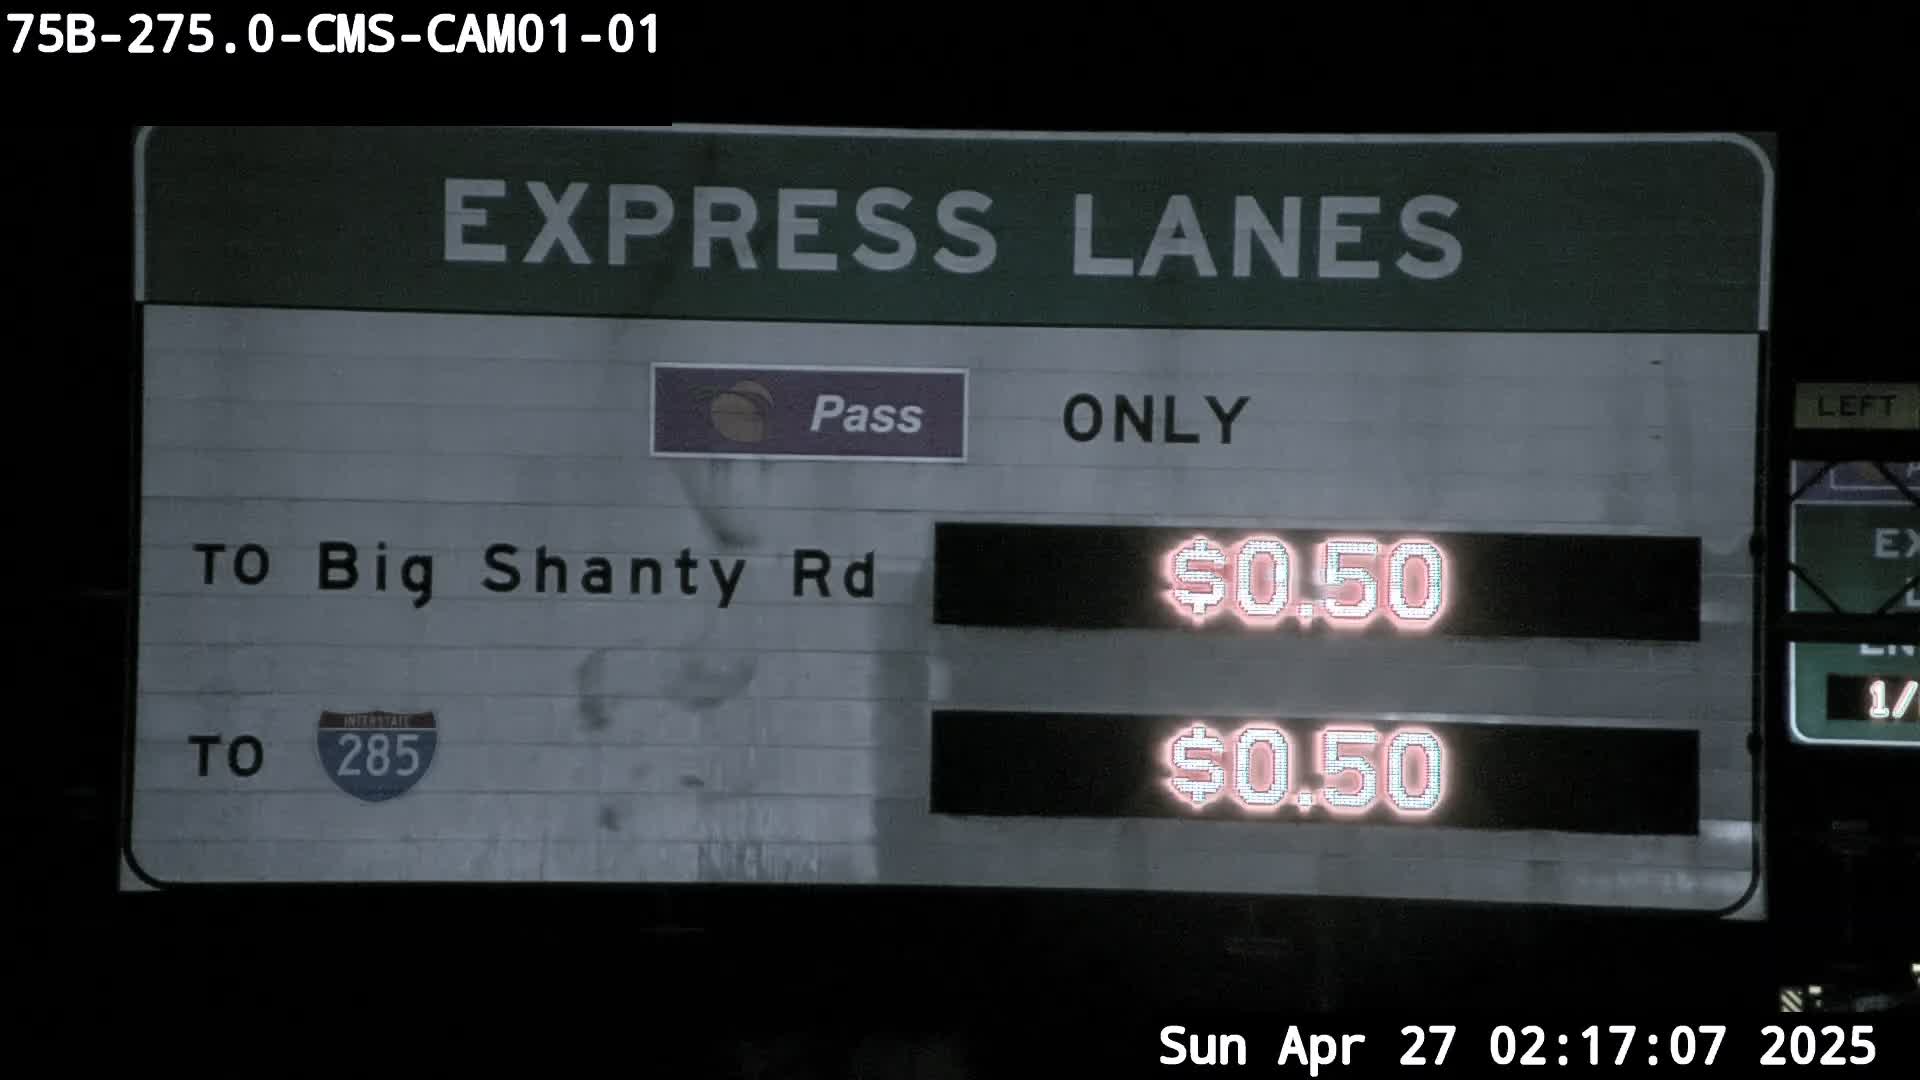 75B-275.0-CMS-CAM01-01
EXPRESS LANES
Pass ONLY
TO Big Shanty Rd $0.50
TO INTERSTATE 285 $0.50
LEFT
1/
Sun Apr 27 02:17:07 2025